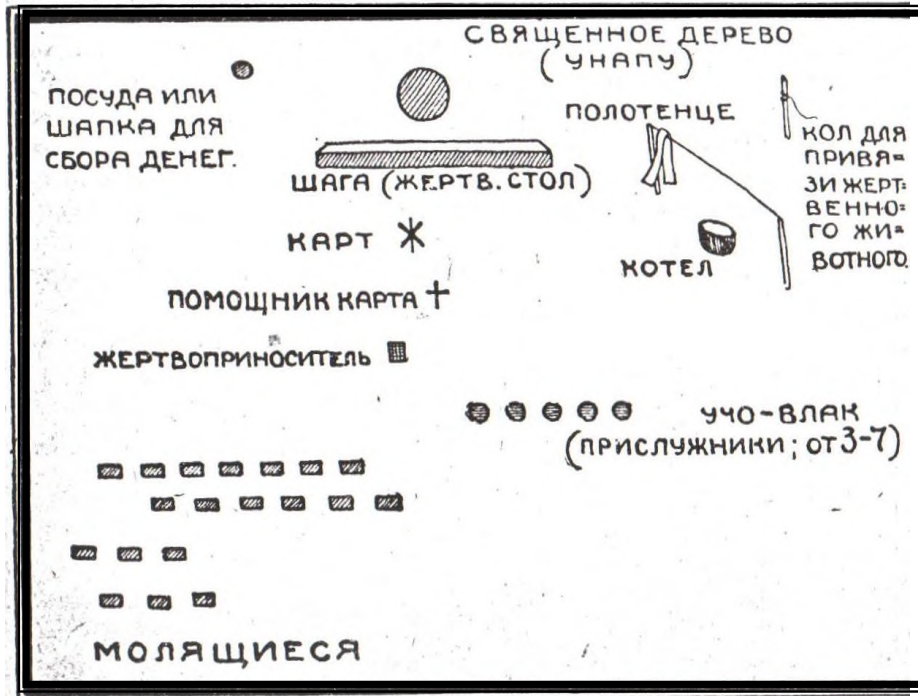 СВЯЩЕННОЕ ДЕРЕВО
(УНАПУ)
ПОСУДА ИЛИ
ШАПКА ДЛЯ
СБОРА ДЕНЕГ.
ПОЛОТЕНЦЕ
КОЛ ДЛЯ
ПРИВЯ=
ЗИ ЖЕРТ=
ВЕННО=
ГО ЖИ=
ВОТНОГО.
ШАГА (ЖЕРТВ. СТОЛ)
КАРТ
КОТЕЛ
ПОМОЩНИК КАРТА
ЖЕРТВОПРИНОСИТЕЛЬ
УЧО-ВЛАК
(ПРИСЛУЖНИКИ; ОТ 3-7)
МОЛЯЩИЕСЯ